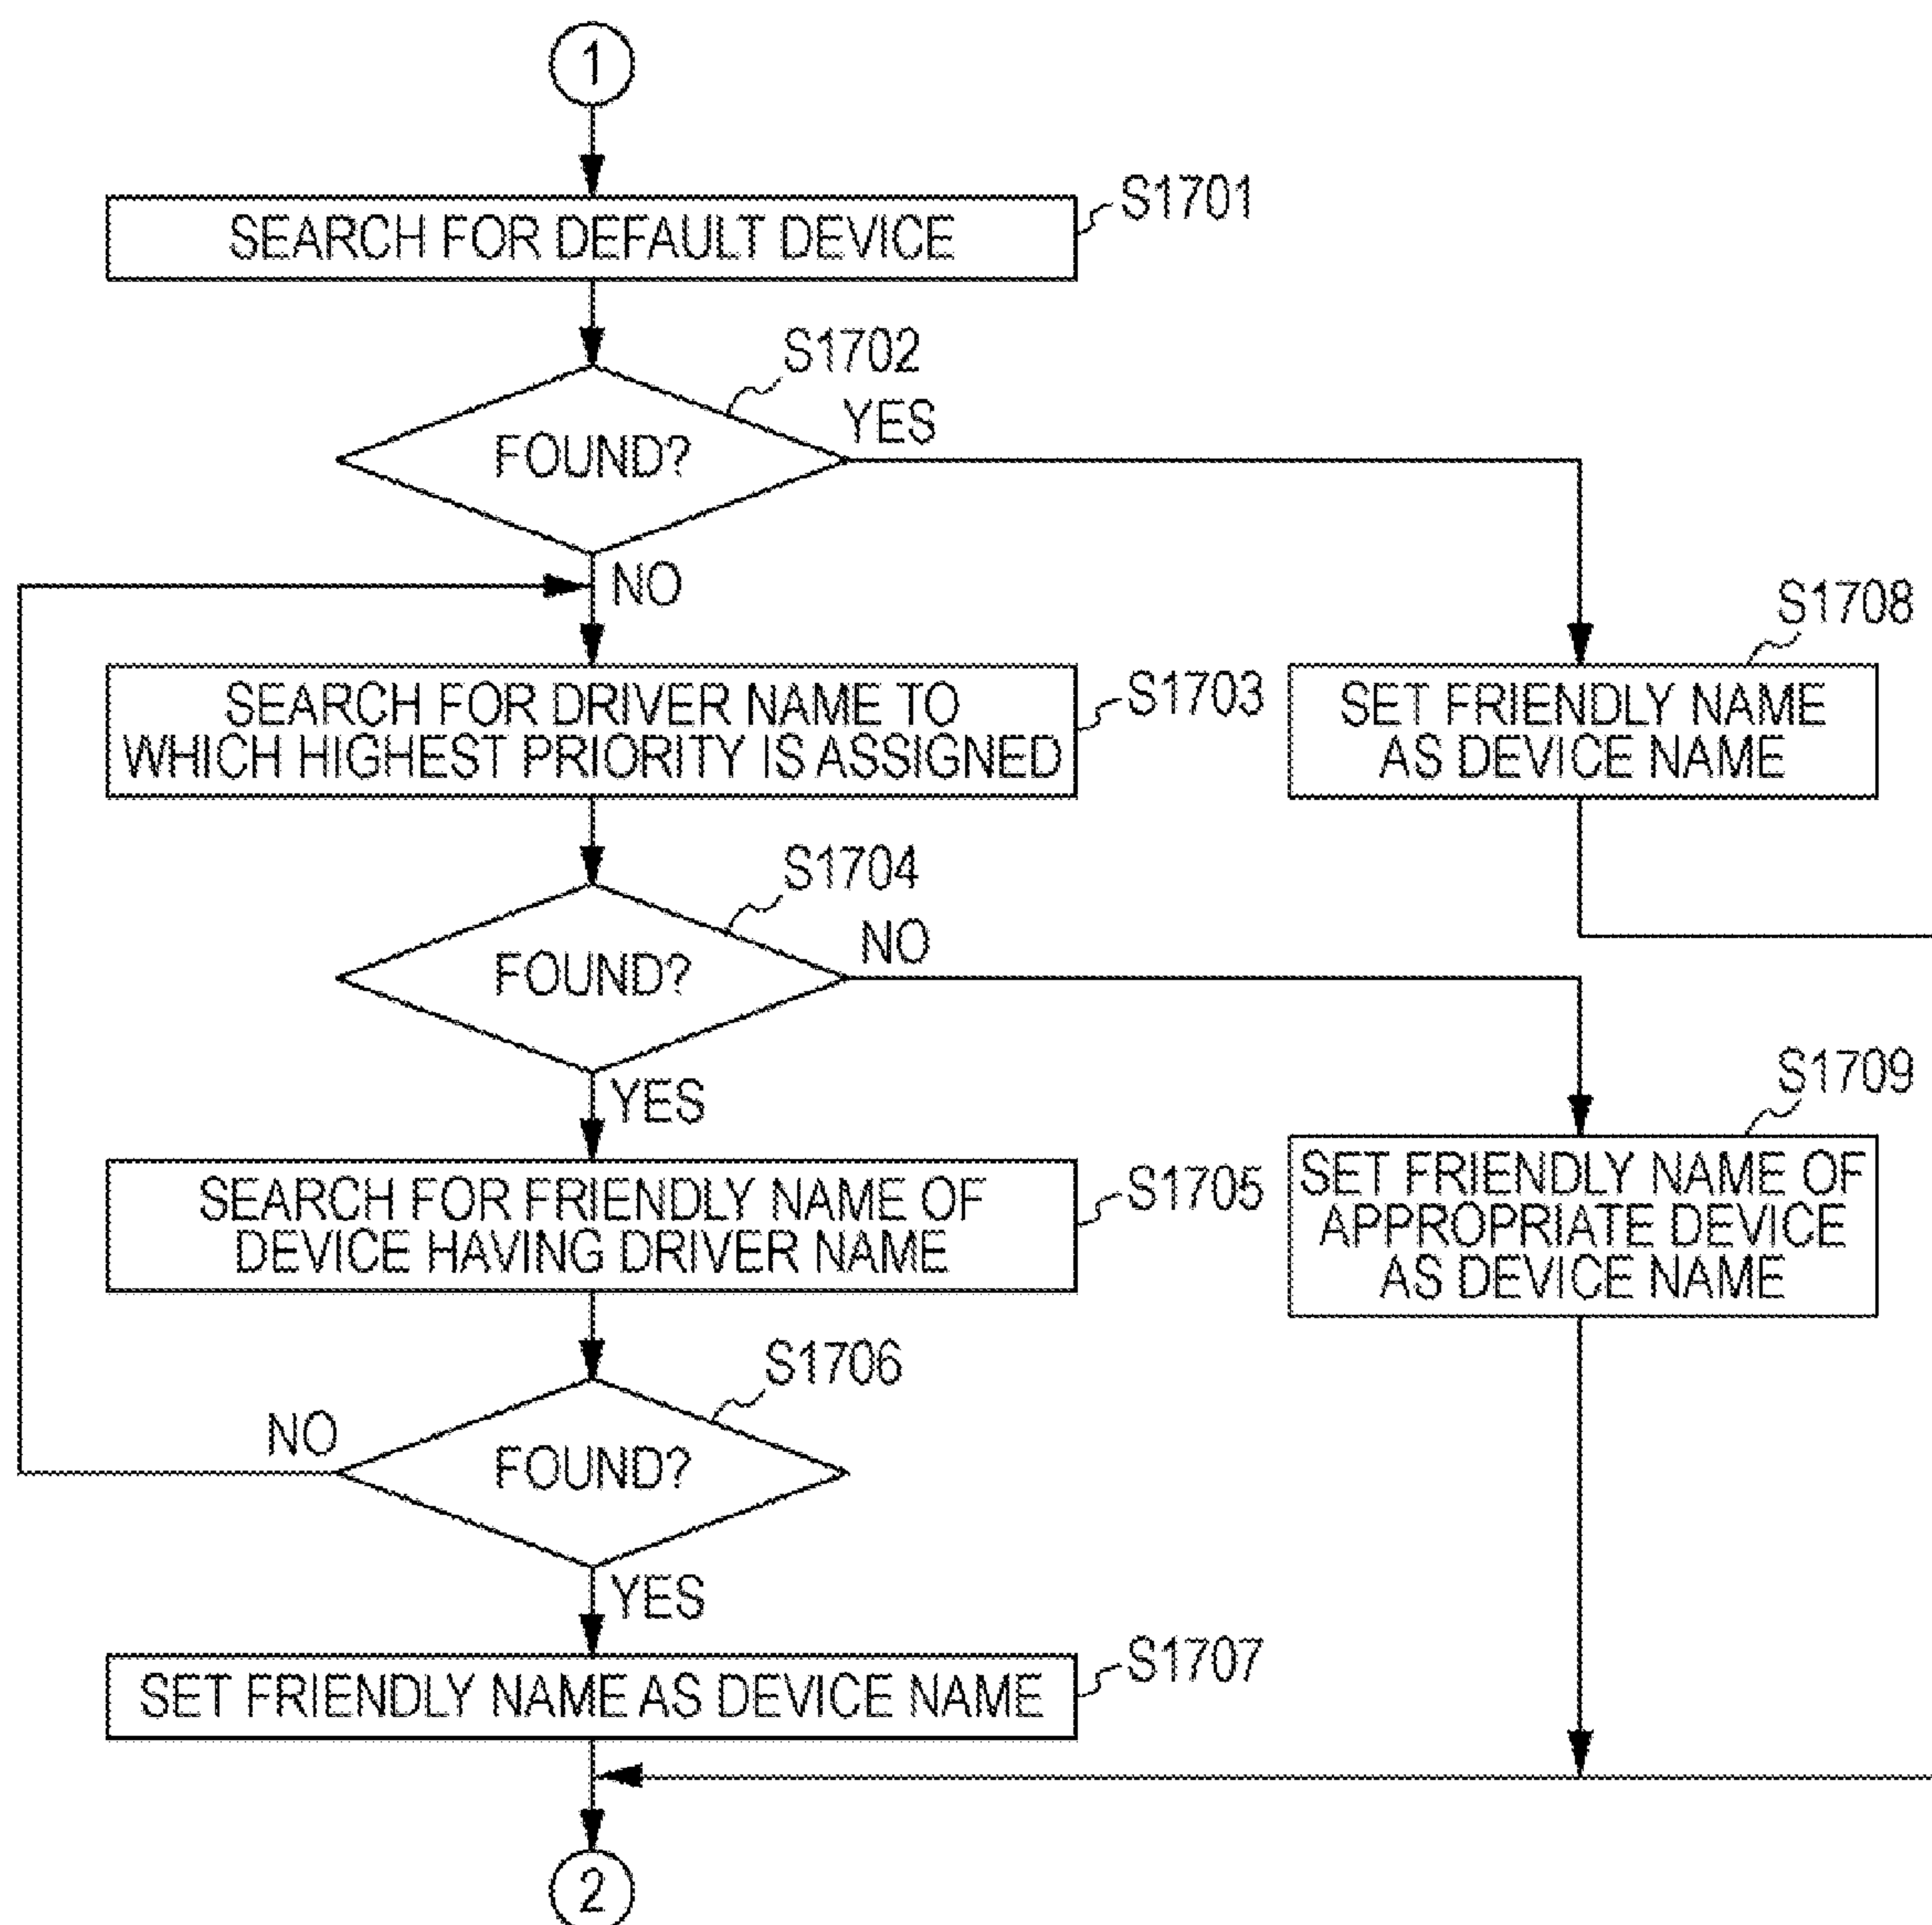 1
SEARCH FOR DEFAULT DEVICE
S1701
S1702
FOUND?
YES
NO
SEARCH FOR DRIVER NAME TO
WHICH HIGHEST PRIORITY IS ASSIGNED
S1703
S1708
SET FRIENDLY NAME
AS DEVICE NAME
S1704
FOUND?
NO
YES
S1709
SET FRIENDLY NAME OF
APPROPRIATE DEVICE
AS DEVICE NAME
SEARCH FOR FRIENDLY NAME OF
DEVICE HAVING DRIVER NAME
S1705
S1706
NO
FOUND?
YES
SET FRIENDLY NAME AS DEVICE NAME
S1707
2